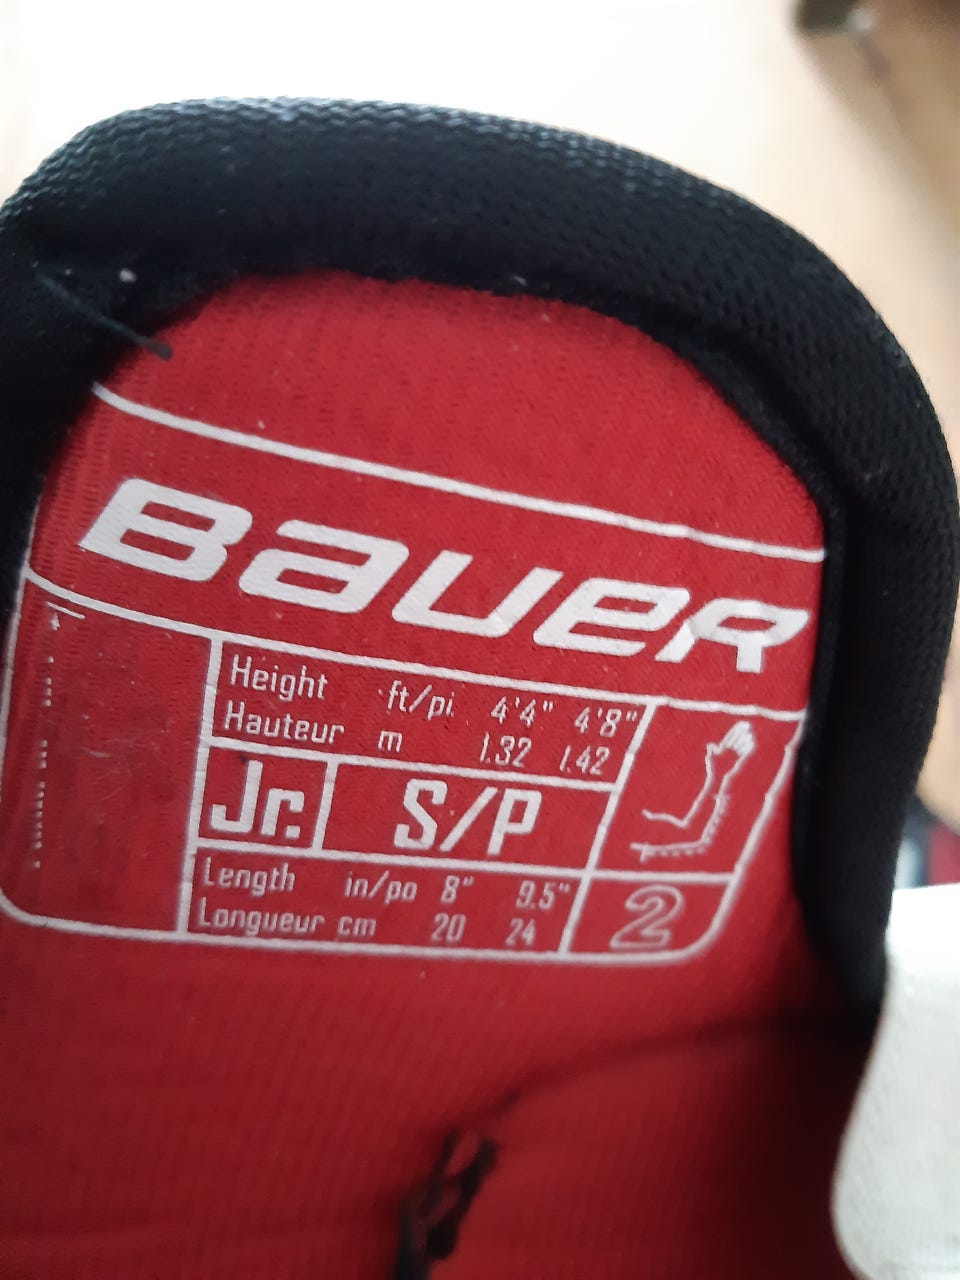 BAUER
Height ft/pi 4'4" 4'8"
Hauteur m 1.32 1.42
Jr. S/P
Length in/po 8" 9.5"
Longueur cm 20 24
2